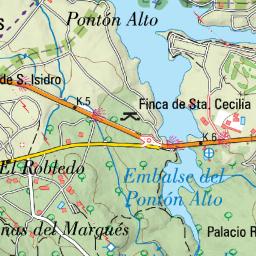 Pontón Alto
de S. Isidro
K.5
Finca de Sta. Cecilia
K 6
El Robledo
Embalse del
Pontón Alto
ñas del Marqués
Palacio R